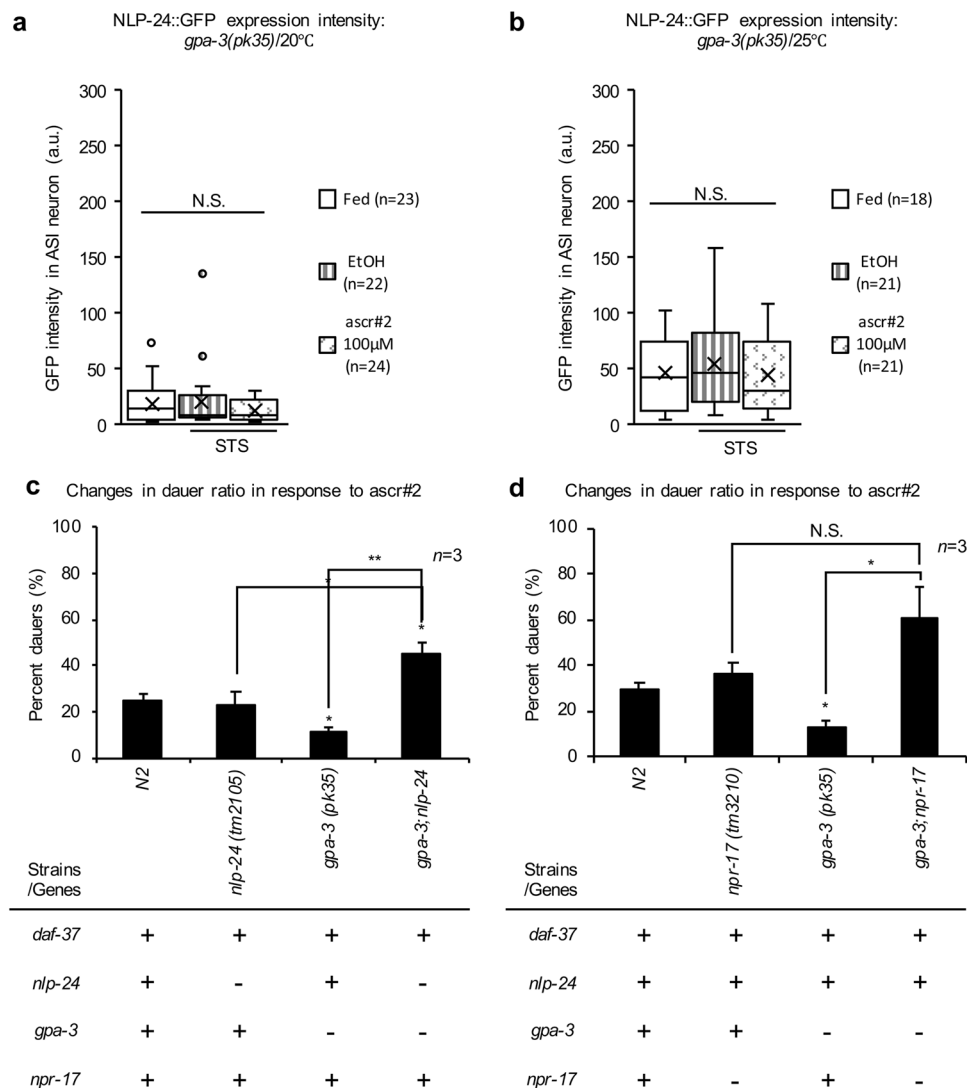 a
NLP-24::GFP expression intensity:
gpa-3(pk35)/20°C
GFP intensity in ASI neuron (a.u.)
300
250
200
150
100
50
0
N.S.
STS
Fed (n=23)
EtOH
(n=22)
ascr#2
100µM
(n=24)
b
NLP-24::GFP expression intensity:
gpa-3(pk35)/25°C
GFP intensity in ASI neuron (a.u.)
300
250
200
150
100
50
0
N.S.
STS
Fed (n=18)
EtOH
(n=21)
ascr#2
100µM
(n=21)
c
Changes in dauer ratio in response to ascr#2
Percent dauers (%)
100
80
60
40
20
0
n=3
**
*
*
*
N2
nlp-24 (tm2105)
gpa-3 (pk35)
gpa-3;nlp-24
Strains
/Genes
daf-37 + + + +
nlp-24 + - + -
gpa-3 + + - -
npr-17 + + + +
d
Changes in dauer ratio in response to ascr#2
Percent dauers (%)
100
80
60
40
20
0
N.S.
n=3
*
*
N2
npr-17 (tm3210)
gpa-3 (pk35)
gpa-3;npr-17
Strains
/Genes
daf-37 + + + +
nlp-24 + + + +
gpa-3 + + - -
npr-17 + - + -